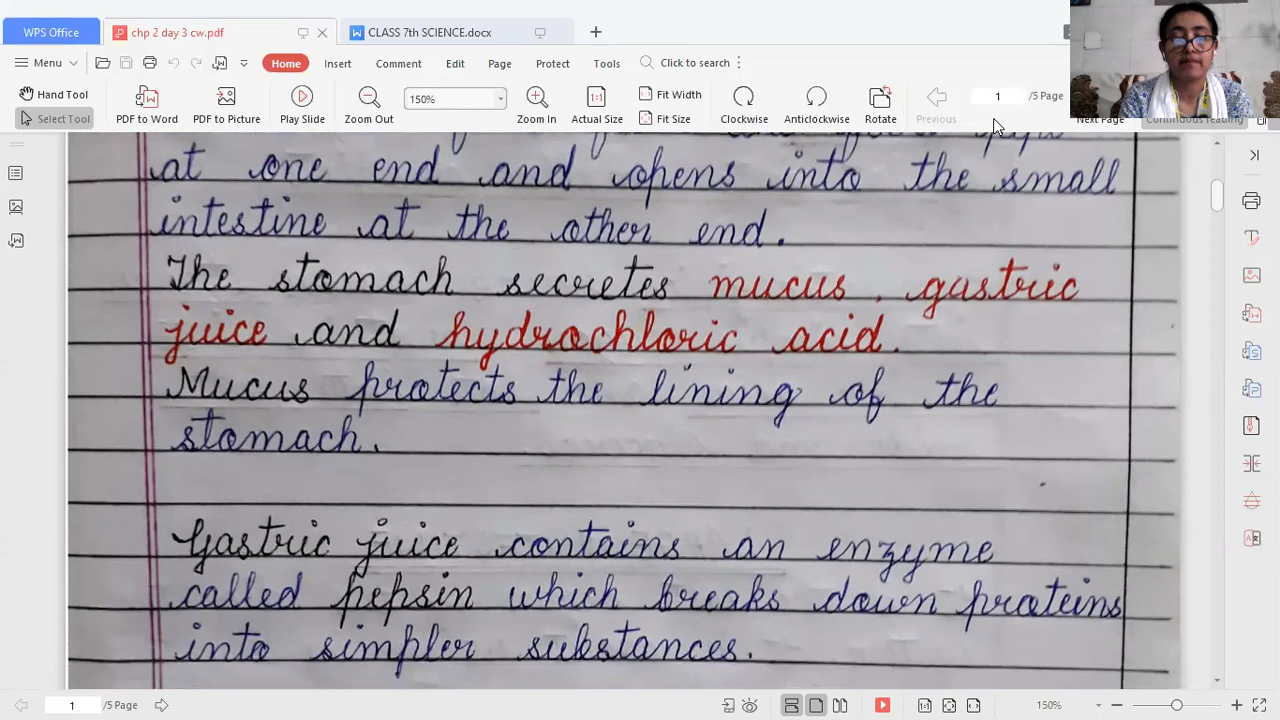 WPS Office
chp 2 day 3 cw.pdf
CLASS 7th SCIENCE.docx
Menu
Home
Insert
Comment
Edit
Page
Protect
Tools
Click to search
Hand Tool
Select Tool
PDF to Word
PDF to Picture
Play Slide
Zoom Out
150%
Zoom In
Actual Size
Fit Width
Fit Size
Clockwise
Anticlockwise
Rotate
Previous
1 /5 Page
Next Page
Continuous reading
at one end and opens into the small
intestine at the other end.
The stomach secretes mucus, gastric
juice and hydrochloric acid.
Mucus protects the lining of the
stomach.
Gastric juice contains an enzyme
called pepsin which breaks down proteins
into simpler substances.
1 /5 Page
150%